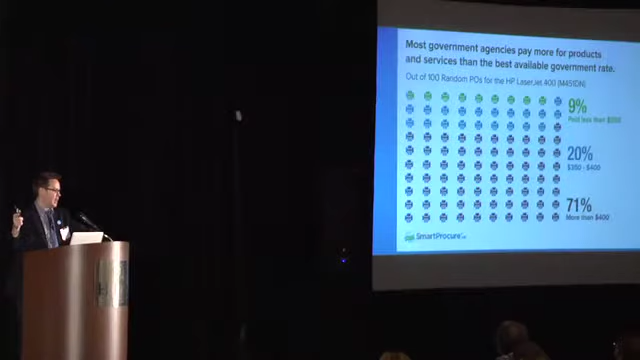 Most government agencies pay more for products
and services than the best available government rate.
Out of 100 Random POs for the HP LaserJet 400 (M451DN)
9%
Paid less than $350
20%
$350 - $400
71%
More than $400
SmartProcure